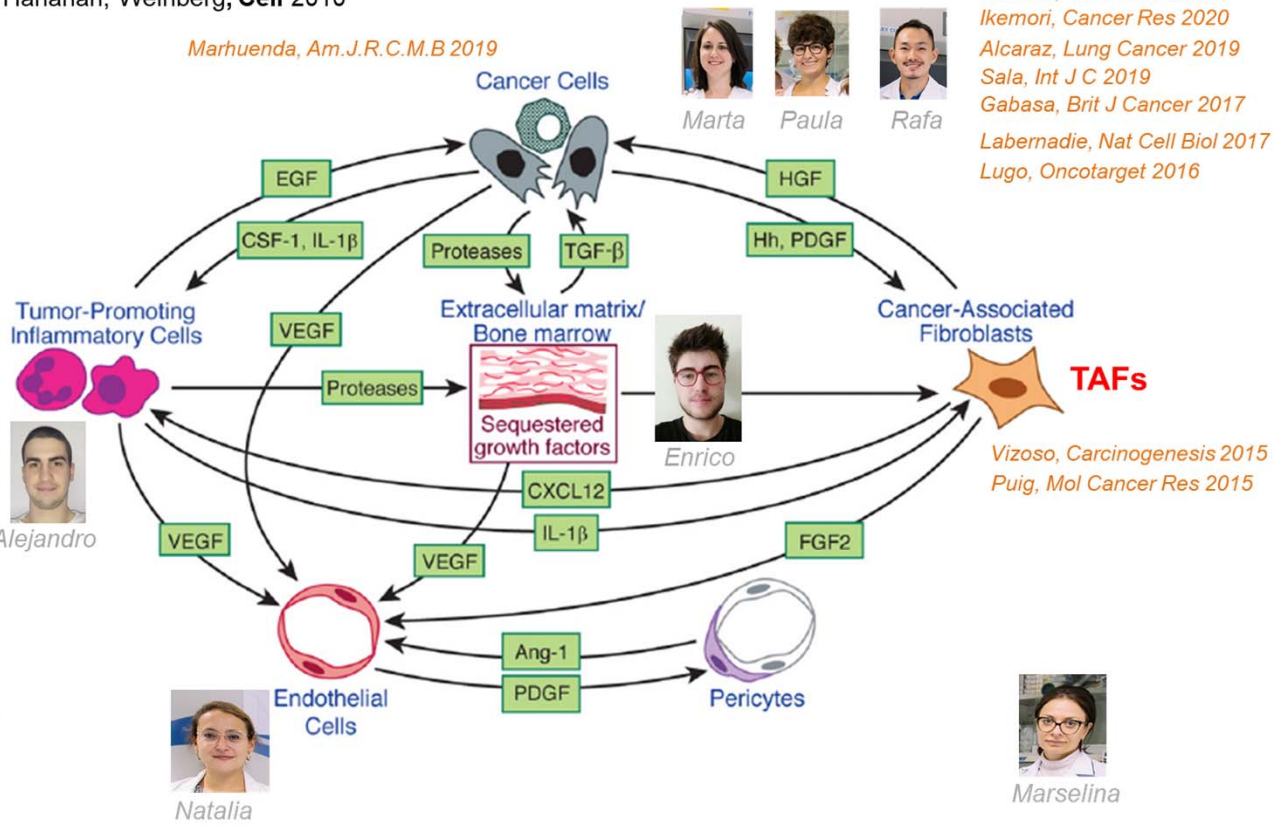 Hanahan, Weinberg, Cell 2010
Marhuenda, Am.J.R.C.M.B 2019
Ikemori, Cancer Res 2020
Alcaraz, Lung Cancer 2019
Sala, Int J C 2019
Gabasa, Brit J Cancer 2017
Labernadie, Nat Cell Biol 2017
Lugo, Oncotarget 2016
Marta
Paula
Rafa
Cancer Cells
EGF
HGF
CSF-1, IL-1β
Proteases
TGF-β
Hh, PDGF
Tumor-Promoting
Inflammatory Cells
VEGF
Extracellular matrix/
Bone marrow
Cancer-Associated
Fibroblasts
Proteases
TAFs
Sequestered
growth factors
Enrico
Vizoso, Carcinogenesis 2015
Puig, Mol Cancer Res 2015
CXCL12
IL-1β
Alejandro
VEGF
VEGF
FGF2
Ang-1
PDGF
Endothelial
Cells
Pericytes
Natalia
Marselina